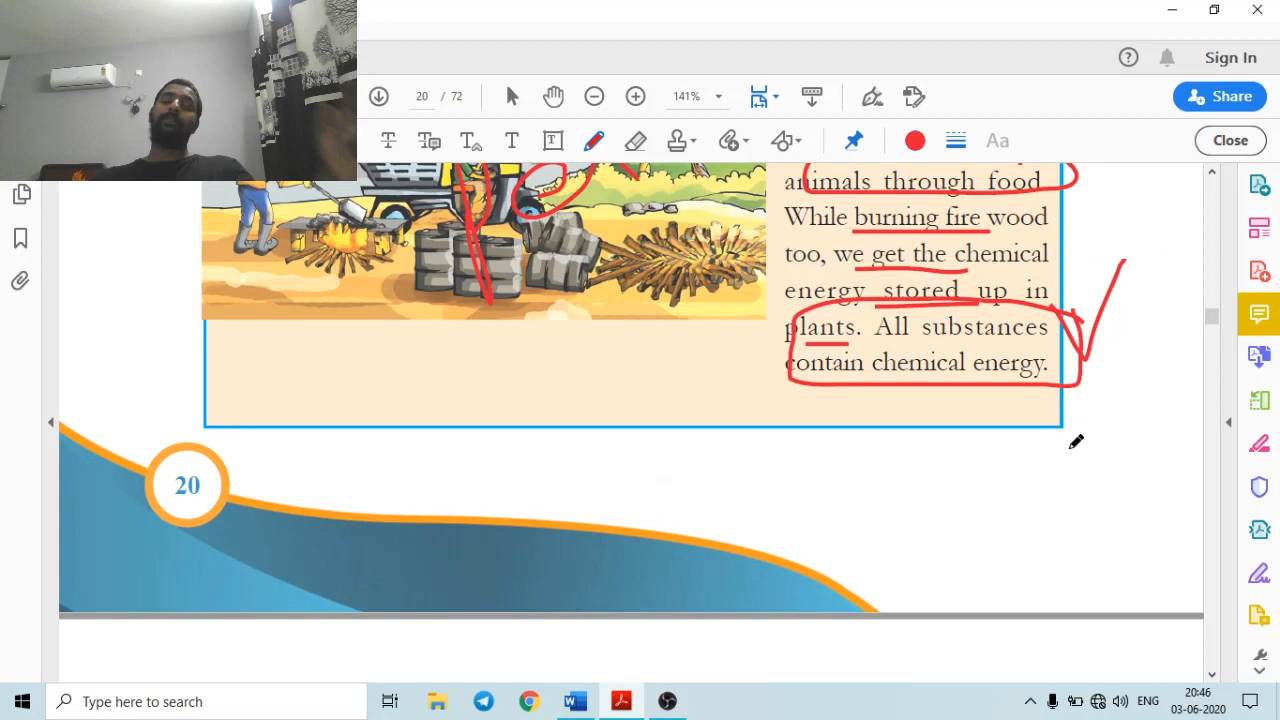 Sign In
20 / 72
141%
Share
Aa
Close
animals through food.
While burning fire wood
too, we get the chemical
energy stored up in
plants. All substances
contain chemical energy.
20
Type here to search
ENG
20:46
03-06-2020